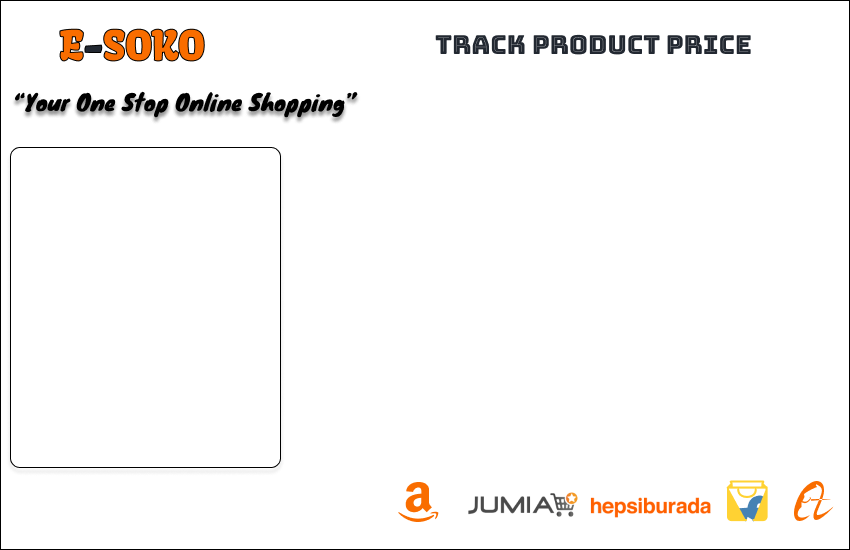 E-SOKO
TRACK PRODUCT PRICE
“Your One Stop Online Shopping”
a
JUMIA
hepsiburada